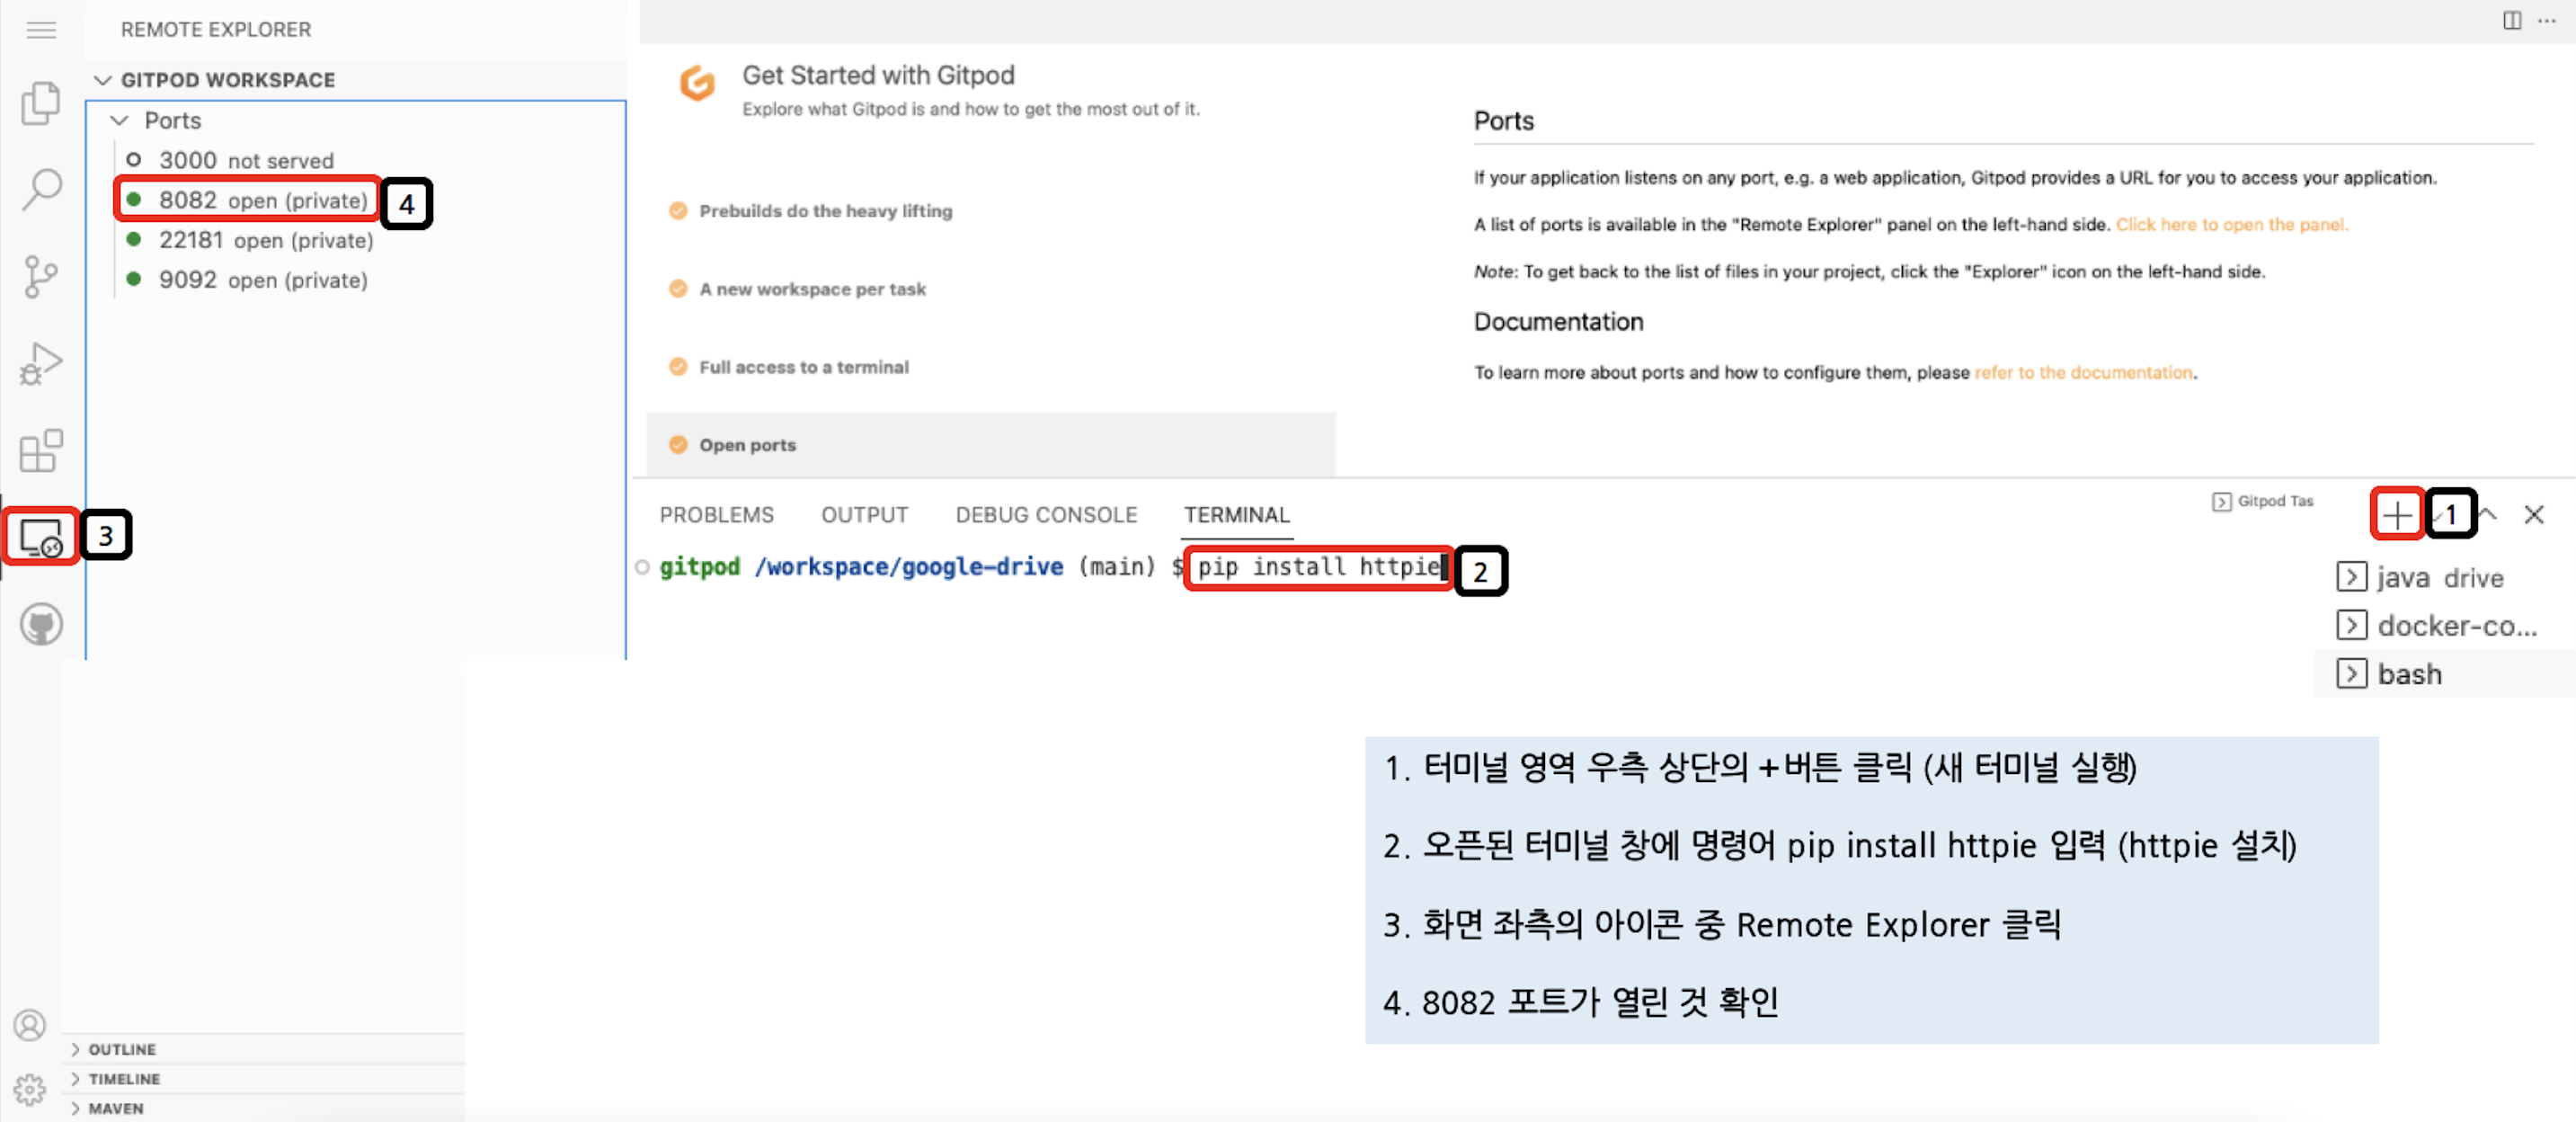 REMOTE EXPLORER
GITPOD WORKSPACE
Ports
3000 not served
8082 open (private)
4
22181 open (private)
9092 open (private)
3
Get Started with Gitpod
Explore what Gitpod is and how to get the most out of it.
Prebuilds do the heavy lifting
A new workspace per task
Full access to a terminal
Open ports
Ports
If your application listens on any port, e.g. a web application, Gitpod provides a URL for you to access your application.
A list of ports is available in the "Remote Explorer" panel on the left-hand side. Click here to open the panel.
Note: To get back to the list of files in your project, click the "Explorer" icon on the left-hand side.
Documentation
To learn more about ports and how to configure them, please refer to the documentation.
PROBLEMS OUTPUT DEBUG CONSOLE TERMINAL
Gitpod Tas
1
gitpod /workspace/google-drive (main) $ pip install httpie
2
java drive
docker-co...
bash
1. 터미널 영역 우측 상단의 +버튼 클릭 (새 터미널 실행)
2. 오픈된 터미널 창에 명령어 pip install httpie 입력 (httpie 설치)
3. 화면 좌측의 아이콘 중 Remote Explorer 클릭
4. 8082 포트가 열린 것 확인
OUTLINE
TIMELINE
MAVEN